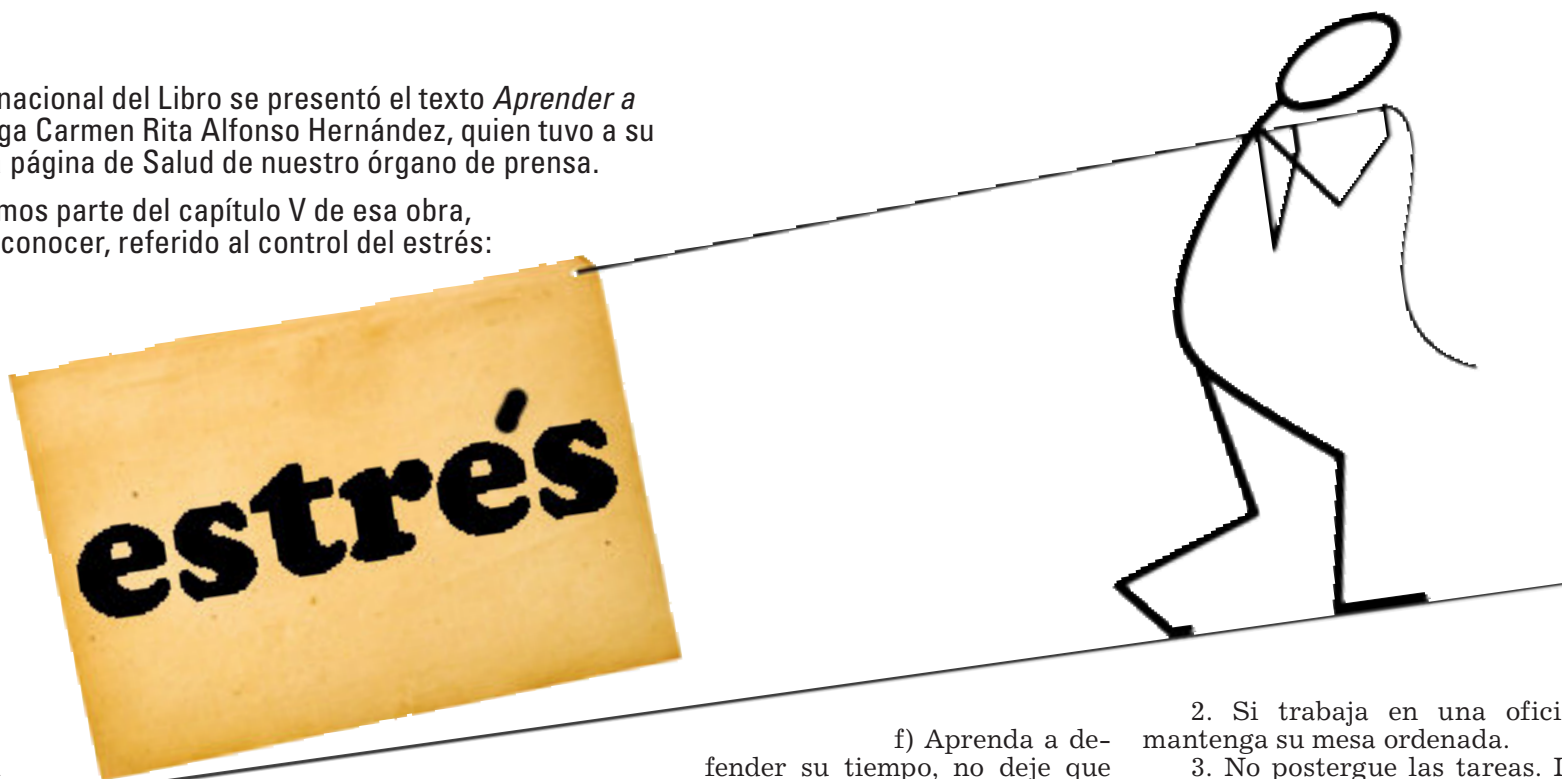 nacional del Libro se presentó el texto Aprender a
ga Carmen Rita Alfonso Hernández, quien tuvo a su
página de Salud de nuestro órgano de prensa.
mos parte del capítulo V de esa obra,
conocer, referido al control del estrés:
estrés
f) Aprenda a de-
fender su tiempo, no deje que
2. Si trabaja en una ofici
mantenga su mesa ordenada.
3. No postergue las tareas.